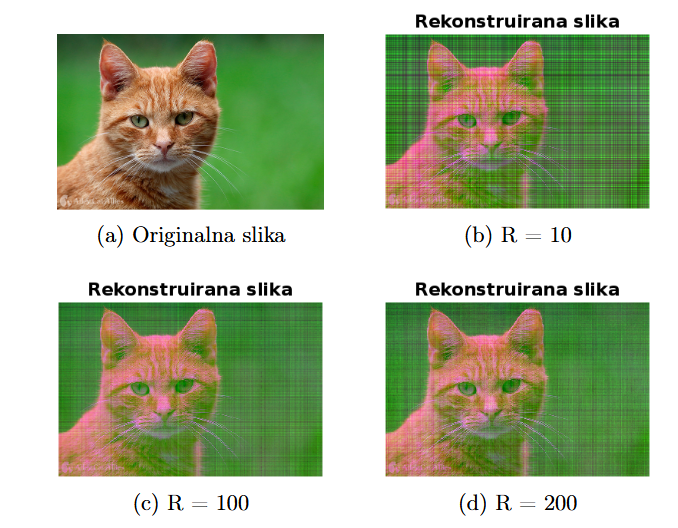 Rekonstruirana slika
(a) Originalna slika
(b) R = 10
Rekonstruirana slika
Rekonstruirana slika
(c) R = 100
(d) R = 200